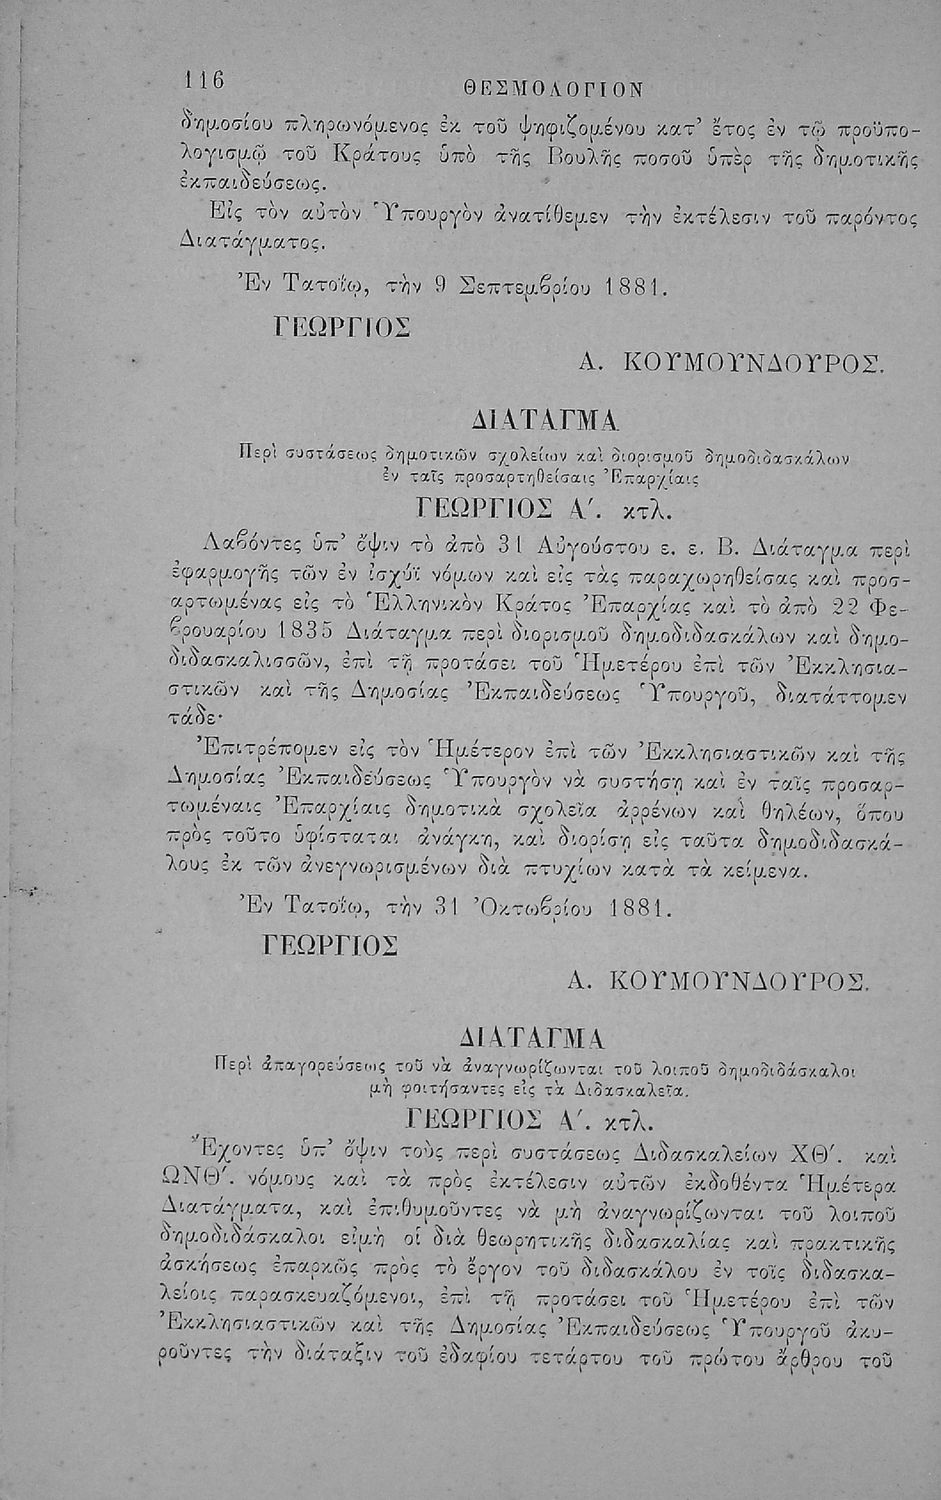 116
ΘΕΣΜΟΛΟΓΙΟΝ
δημοσίου πληρωνόμενος ἐκ τοῦ ψηφιζομένου κατ’ ἔτος ἐν τῷ προϋπο-
λογισμῷ τοῦ Κράτους ὑπὸ τῆς Βουλῆς ποσοῦ ὑπὲρ τῆς δημοτικῆς
ἐκπαιδεύσεως.
Εἰς τὸν αὐτὸν Ὑπουργὸν ἀνατίθεμεν τὴν ἐκτέλεσιν τοῦ παρόντος
Διατάγματος.
Ἐν Τατοΐῳ, τὴν 9 Σεπτεμβρίου 1881.
ΓΕΩΡΓΙΟΣ
Α. ΚΟΥΜΟΥΝΔΟΥΡΟΣ.
ΔΙΑΤΑΓΜΑ
Περὶ συστάσεως δημοτικῶν σχολείων καὶ διορισμοῦ δημοδιδασκάλων
ἐν ταῖς προσαρτηθείσαις Ἐπαρχίαις
ΓΕΩΡΓΙΟΣ Α΄. κτλ.
Λαβόντες ὑπ’ ὄψιν τὸ ἀπὸ 31 Αὐγούστου ε. ε. Β. Διάταγμα περὶ
ἐφαρμογῆς τῶν ἐν ἰσχύϊ νόμων καὶ εἰς τὰς παραχωρηθείσας καὶ προσ-
αρτωμένας εἰς τὸ Ἑλληνικὸν Κράτος Ἐπαρχίας καὶ τὸ ἀπὸ 22 Φε-
βρουαρίου 1835 Διάταγμα περὶ διορισμοῦ δημοδιδασκάλων καὶ δημο-
διδασκαλισσῶν, ἐπὶ τῇ προτάσει τοῦ Ἡμετέρου ἐπὶ τῶν Ἐκκλησια-
στικῶν καὶ τῆς Δημοσίας Ἐκπαιδεύσεως Ὑπουργοῦ, διατάττομεν
τάδε·
Ἐπιτρέπομεν εἰς τὸν Ἡμέτερον ἐπὶ τῶν Ἐκκλησιαστικῶν καὶ τῆς
Δημοσίας Ἐκπαιδεύσεως Ὑπουργὸν νὰ συστήσῃ καὶ ἐν ταῖς προσαρ-
τωμέναις Ἐπαρχίαις δημοτικὰ σχολεῖα ἀρρένων καὶ θηλέων, ὅπου
πρὸς τοῦτο ὑφίσταται ἀνάγκη, καὶ διορίσῃ εἰς ταῦτα δημοδιδασκά-
λους ἐκ τῶν ἀνεγνωρισμένων διὰ πτυχίων κατὰ τὰ κείμενα.
Ἐν Τατοΐῳ, τὴν 31 Ὀκτωβρίου 1881.
ΓΕΩΡΓΙΟΣ
Α. ΚΟΥΜΟΥΝΔΟΥΡΟΣ.
ΔΙΑΤΑΓΜΑ
Περὶ ἀπαγορεύσεως τοῦ νὰ ἀναγνωρίζωνται τοῦ λοιποῦ δημοδιδάσκαλοι
μὴ φοιτήσαντες εἰς τὰ Διδασκαλεῖα.
ΓΕΩΡΓΙΟΣ Α΄. κτλ.
Ἔχοντες ὑπ’ ὄψιν τοὺς περὶ συστάσεως Διδασκαλείων ΧΘ΄. καὶ
ΩΝΘ΄. νόμους καὶ τὰ πρὸς ἐκτέλεσιν αὐτῶν ἐκδοθέντα Ἡμέτερα
Διατάγματα, καὶ ἐπιθυμοῦντες νὰ μὴ ἀναγνωρίζωνται τοῦ λοιποῦ
δημοδιδάσκαλοι εἰμὴ οἱ διὰ θεωρητικῆς διδασκαλίας καὶ πρακτικῆς
ἀσκήσεως ἐπαρκῶς πρὸς τὸ ἔργον τοῦ διδασκάλου ἐν τοῖς διδασκα-
λείοις παρασκευαζόμενοι, ἐπὶ τῇ προτάσει τοῦ Ἡμετέρου ἐπὶ τῶν
Ἐκκλησιαστικῶν καὶ τῆς Δημοσίας Ἐκπαιδεύσεως Ὑπουργοῦ ἀκυ-
ροῦντες τὴν διάταξιν τοῦ ἐδαφίου τετάρτου τοῦ πρώτου ἄρθρου τοῦ